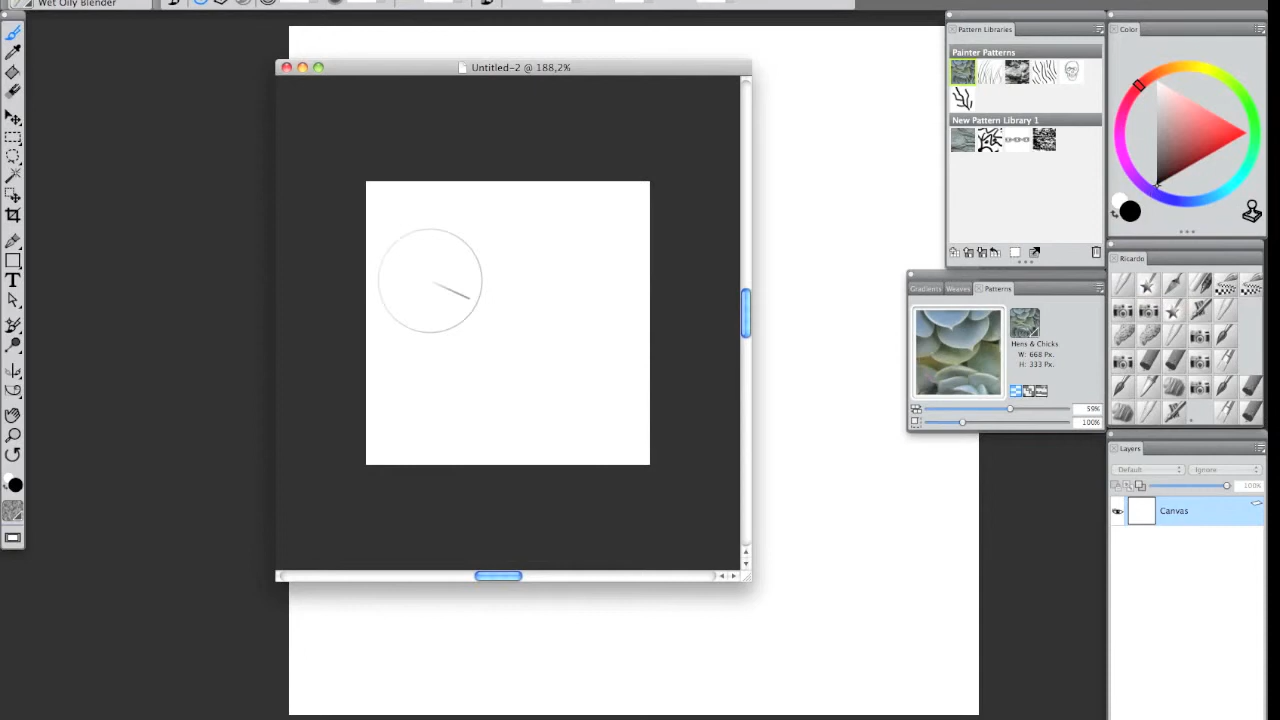 Wet Oily Blender
Untitled-2 @ 188,2%
Pattern Libraries
Painter Patterns
New Pattern Library 1
Color
Ricardo
Gradients Weaves Patterns
Hens & Chicks
W: 668 Px.
H: 333 Px.
59%
100%
Layers
Default Ignore
100%
Canvas
T